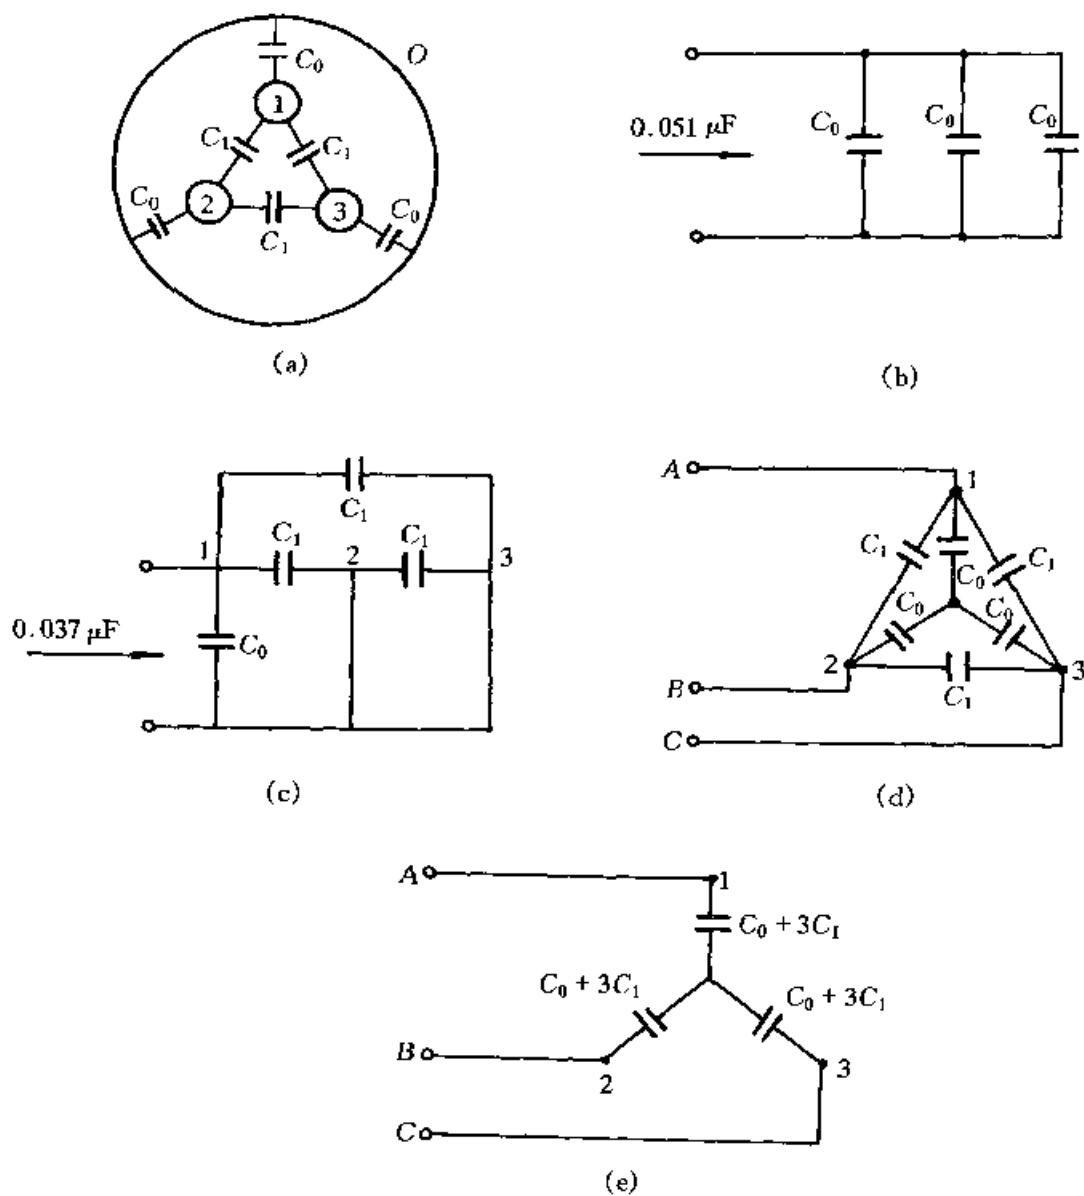 C₀
O
1
C₁
C₁
C₀
2
3
C₀
C₁
(a)
0.051 μF
C₀
C₀
C₀
(b)
C₁
1
C₁
2
C₁
3
0.037 μF
C₀
(c)
A
1
C₁
C₀
C₁
C₀
C₀
2
3
B
C₁
C
(d)
A
1
C₀ + 3C₁
C₀ + 3C₁
C₀ + 3C₁
B
2
3
C
(e)